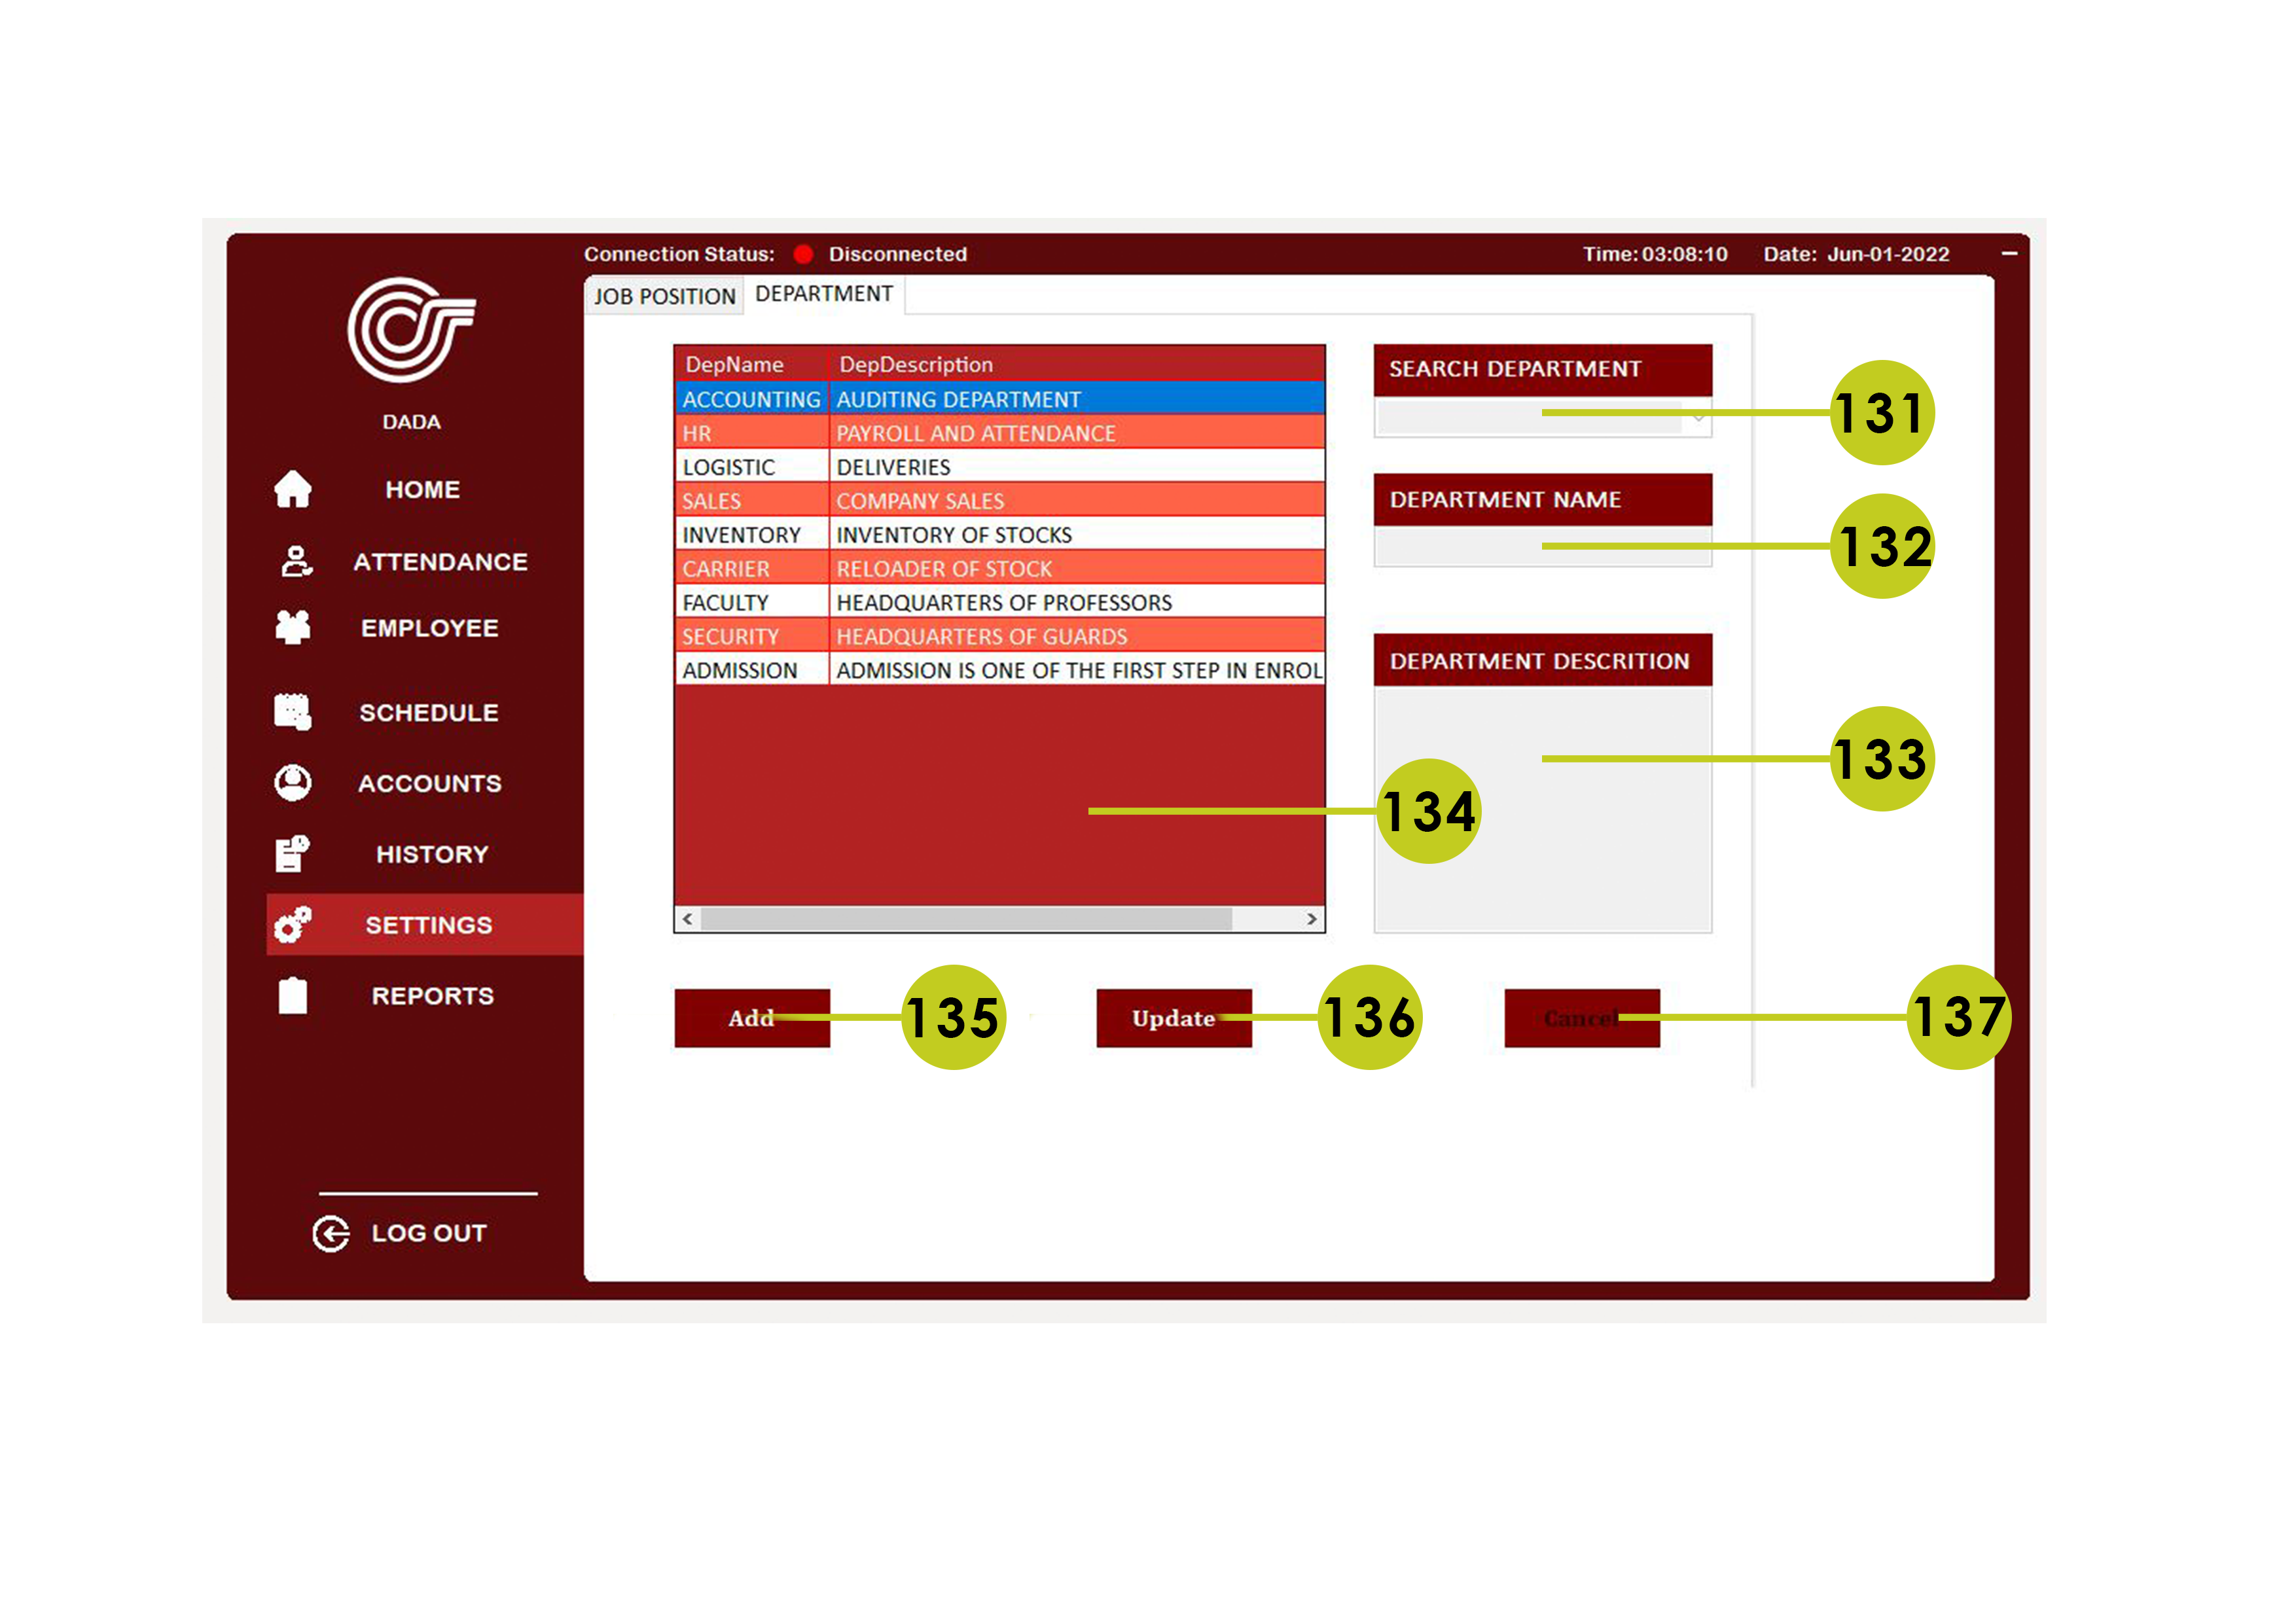 Connection Status: Disconnected
Time: 03:08:10 Date: Jun-01-2022
DADA
HOME
ATTENDANCE
EMPLOYEE
SCHEDULE
ACCOUNTS
HISTORY
SETTINGS
REPORTS
LOG OUT
JOB POSITION DEPARTMENT
DepName DepDescription
ACCOUNTING AUDITING DEPARTMENT
HR PAYROLL AND ATTENDANCE
LOGISTIC DELIVERIES
SALES COMPANY SALES
INVENTORY INVENTORY OF STOCKS
CARRIER RELOADER OF STOCK
FACULTY HEADQUARTERS OF PROFESSORS
SECURITY HEADQUARTERS OF GUARDS
ADMISSION ADMISSION IS ONE OF THE FIRST STEP IN ENROL
SEARCH DEPARTMENT
131
DEPARTMENT NAME
132
DEPARTMENT DESCRITION
133
134
Add 135
Update 136
Cancel 137